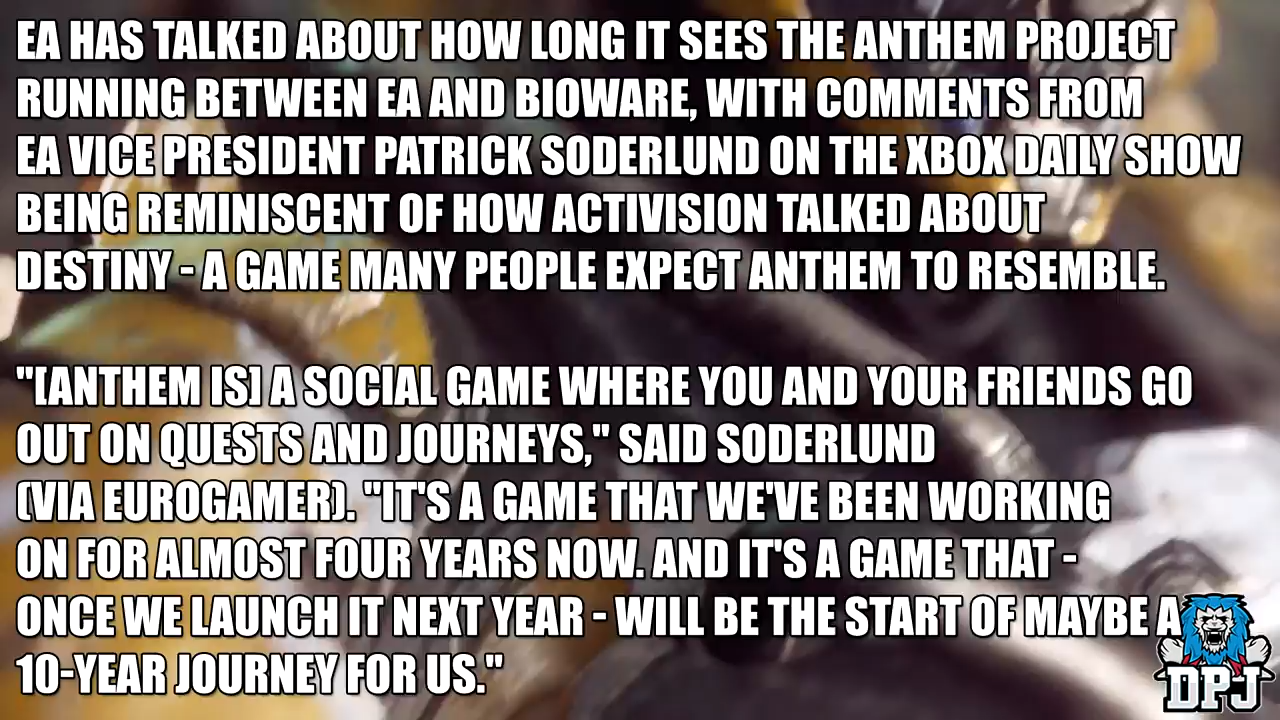 EA HAS TALKED ABOUT HOW LONG IT SEES THE ANTHEM PROJECT
RUNNING BETWEEN EA AND BIOWARE, WITH COMMENTS FROM
EA VICE PRESIDENT PATRICK SODERLUND ON THE XBOX DAILY SHOW
BEING REMINISCENT OF HOW ACTIVISION TALKED ABOUT
DESTINY - A GAME MANY PEOPLE EXPECT ANTHEM TO RESEMBLE.
"[ANTHEM IS] A SOCIAL GAME WHERE YOU AND YOUR FRIENDS GO
OUT ON QUESTS AND JOURNEYS," SAID SODERLUND
(VIA EUROGAMER). "IT'S A GAME THAT WE'VE BEEN WORKING
ON FOR ALMOST FOUR YEARS NOW. AND IT'S A GAME THAT -
ONCE WE LAUNCH IT NEXT YEAR - WILL BE THE START OF MAYBE A
10-YEAR JOURNEY FOR US."
DPJ